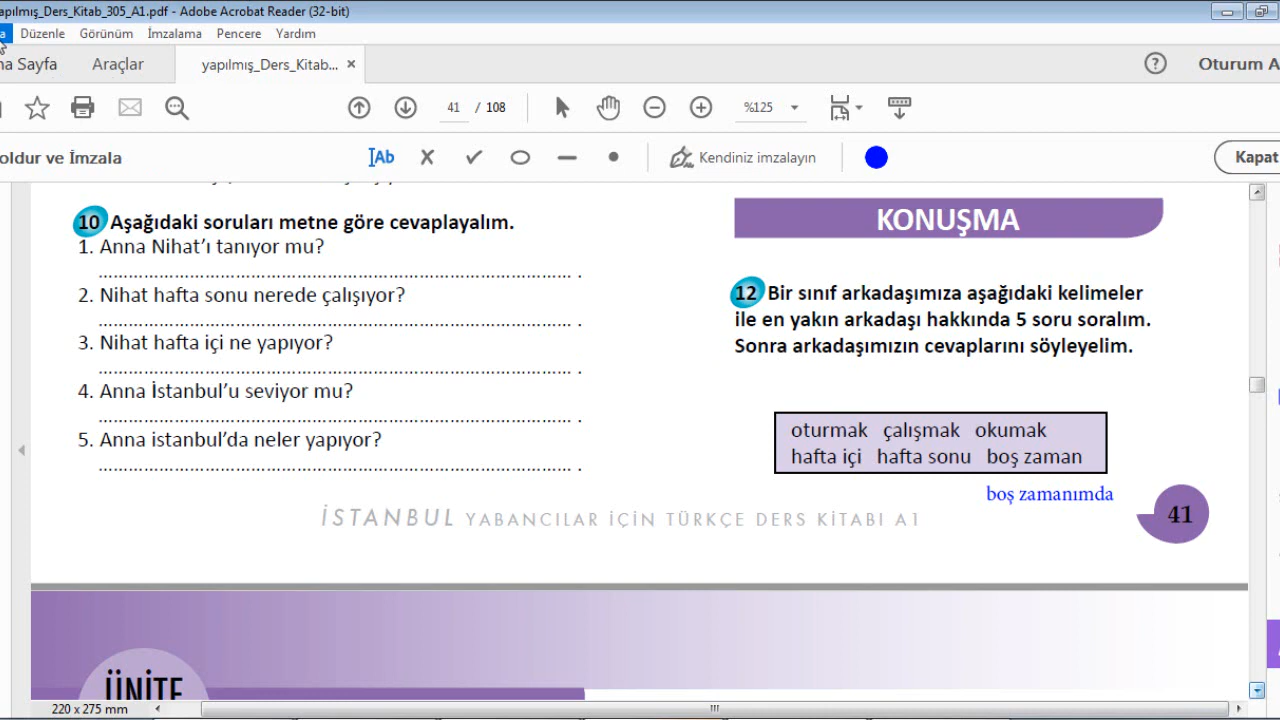 apılmış_Ders_Kitab_305_A1.pdf - Adobe Acrobat Reader (32-bit)
a Düzenle Görünüm İmzalama Pencere Yardım
na Sayfa Araçlar yapılmış_Ders_Kitab... × ? Oturum A
41 / 108 %125
oldur ve İmzala Ab Kendiniz imzalayın Kapat
10 Aşağıdaki soruları metne göre cevaplayalım.
1. Anna Nihat’ı tanıyor mu?
.................................................................................... .
2. Nihat hafta sonu nerede çalışıyor?
.................................................................................... .
3. Nihat hafta içi ne yapıyor?
.................................................................................... .
4. Anna İstanbul’u seviyor mu?
.................................................................................... .
5. Anna istanbul’da neler yapıyor?
.................................................................................... .
KONUŞMA
12 Bir sınıf arkadaşımıza aşağıdaki kelimeler
ile en yakın arkadaşı hakkında 5 soru soralım.
Sonra arkadaşımızın cevaplarını söyleyelim.
oturmak çalışmak okumak
hafta içi hafta sonu boş zaman
boş zamanımda
İSTANBUL YABANCILAR İÇİN TÜRKÇE DERS KİTABI A1
41
ÜNİTE
220 x 275 mm